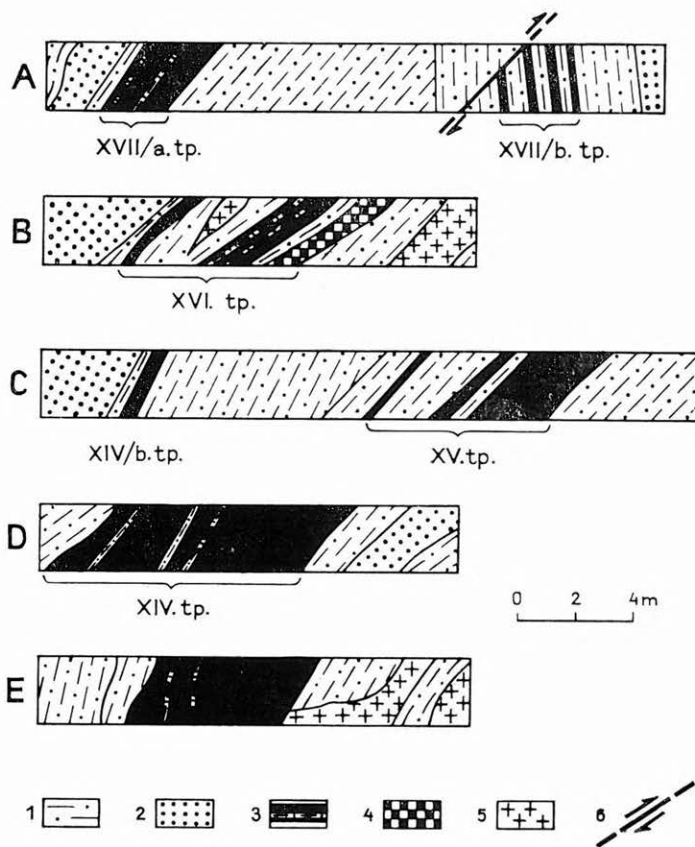 A
XVII/a.tp.
XVII/b. tp.
B
XVI. tp.
C
XIV/b.tp.
XV.tp.
D
XIV.tp.
0 2 4m
E
1 2 3 4 5 6